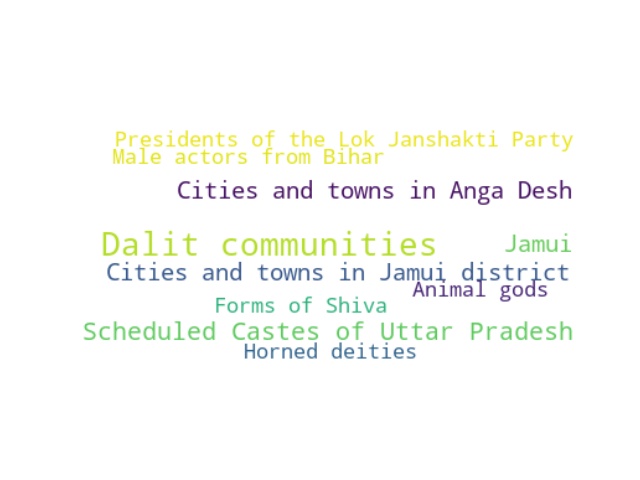 Presidents of the Lok Janshakti Party
Male actors from Bihar
Cities and towns in Anga Desh
Dalit communities
Jamui
Cities and towns in Jamui district
Animal gods
Forms of Shiva
Scheduled Castes of Uttar Pradesh
Horned deities